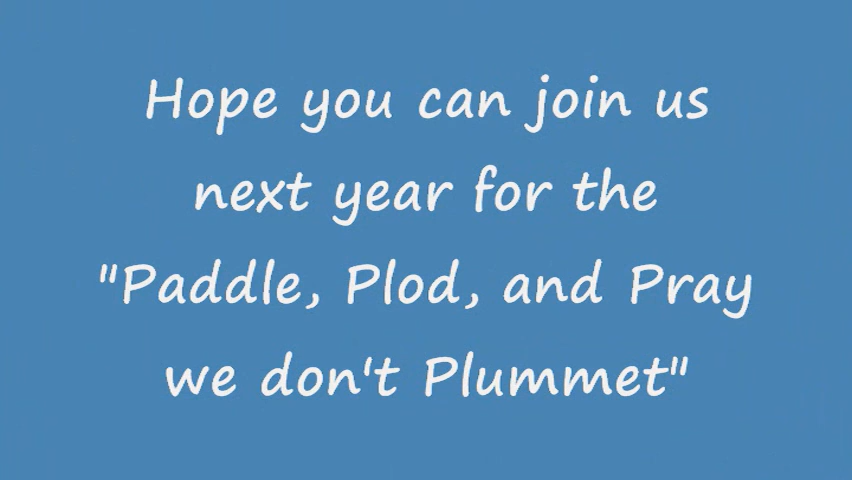 Hope you can join us
next year for the
"Paddle, Plod, and Pray
we don't Plummet"